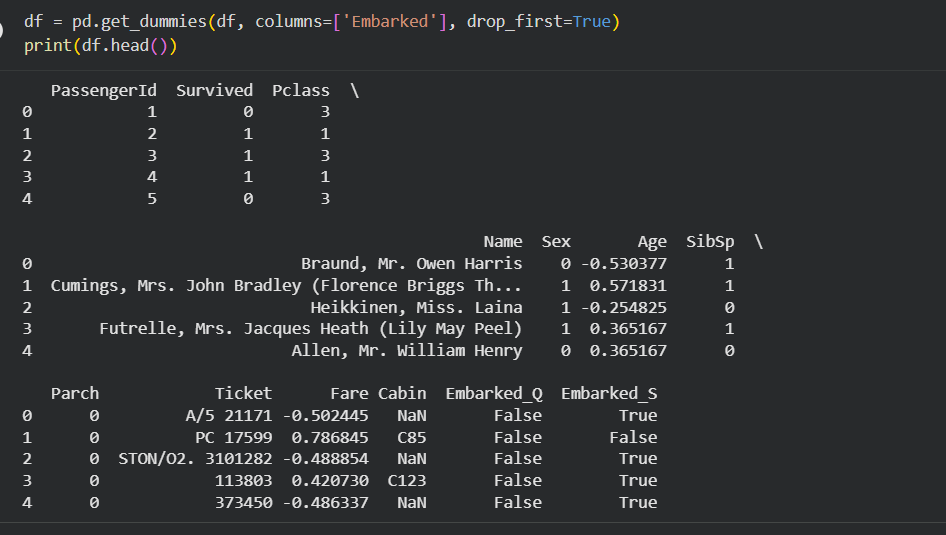 df = pd.get_dummies(df, columns=['Embarked'], drop_first=True)
print(df.head())
   PassengerId  Survived  Pclass  \
0            1         0       3
1            2         1       1
2            3         1       3
3            4         1       1
4            5         0       3
                                                Name  Sex       Age  SibSp  \
0                            Braund, Mr. Owen Harris    0 -0.530377      1
1  Cumings, Mrs. John Bradley (Florence Briggs Th...    1  0.571831      1
2                             Heikkinen, Miss. Laina    1 -0.254825      0
3       Futrelle, Mrs. Jacques Heath (Lily May Peel)    1  0.365167      1
4                           Allen, Mr. William Henry    0  0.365167      0
   Parch            Ticket      Fare Cabin  Embarked_Q  Embarked_S
0      0         A/5 21171 -0.502445   NaN       False        True
1      0          PC 17599  0.786845   C85       False       False
2      0  STON/O2. 3101282 -0.488854   NaN       False        True
3      0            113803  0.420730  C123       False        True
4      0            373450 -0.486337   NaN       False        True